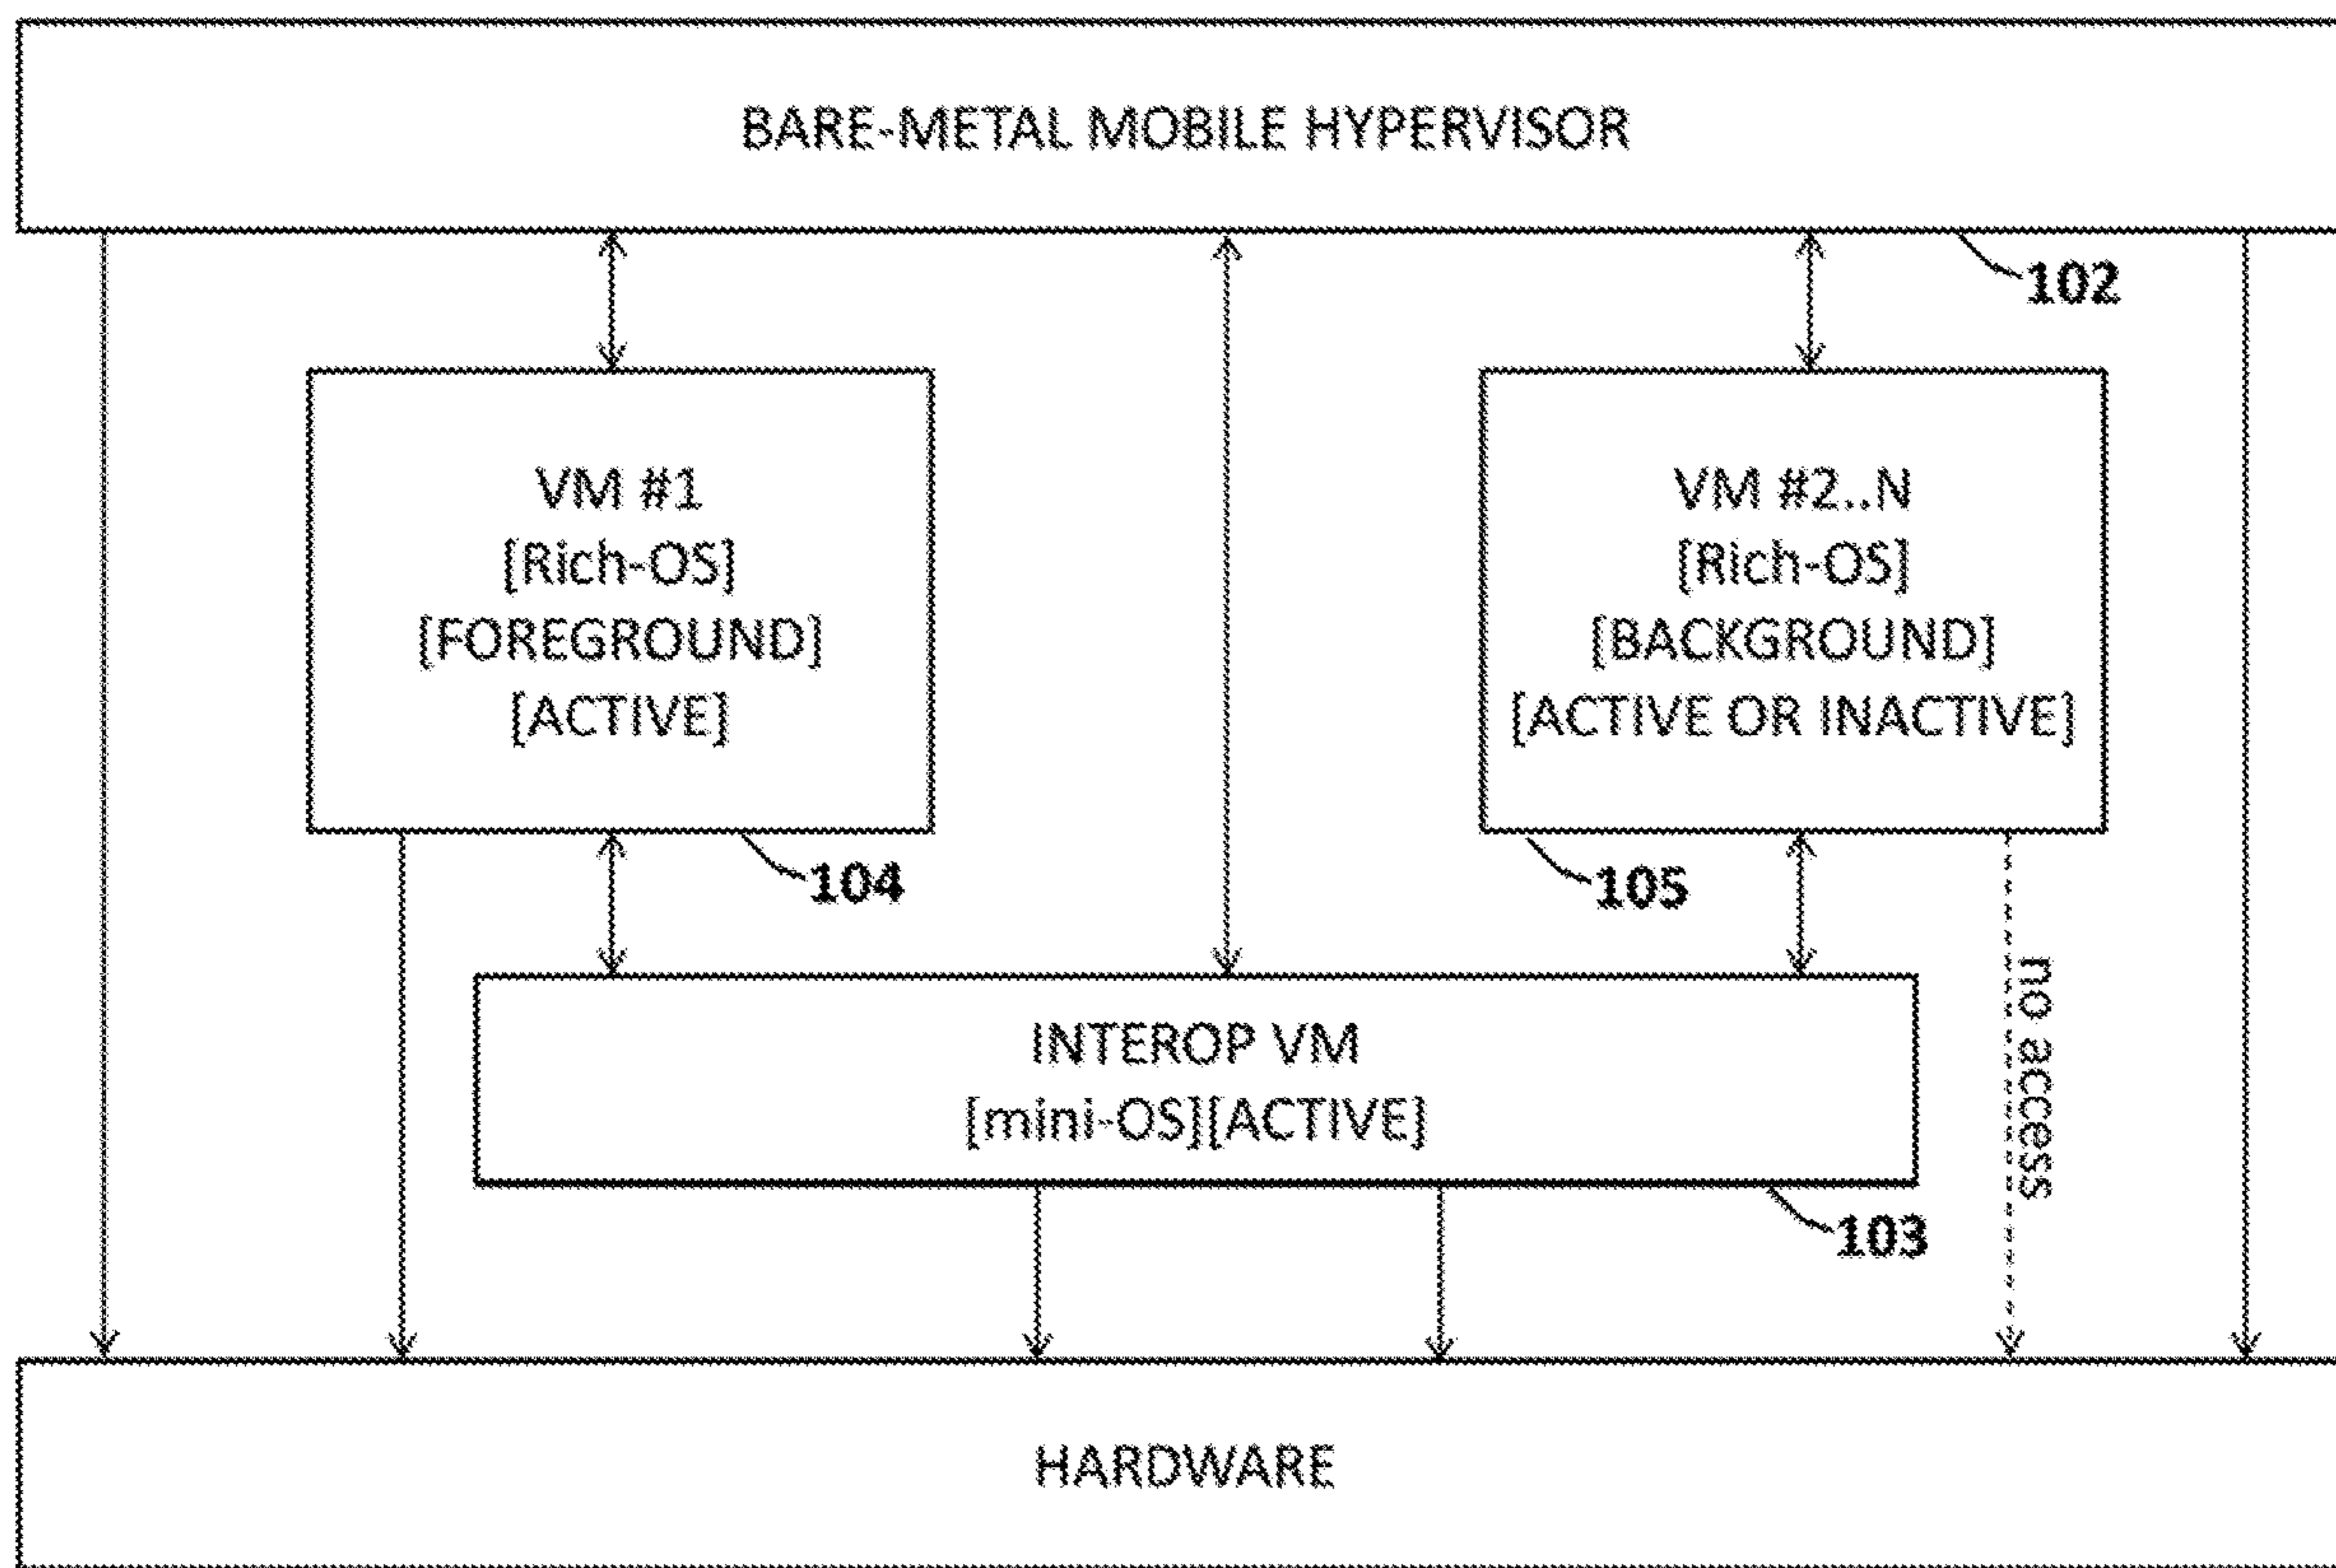 BARE-METAL MOBILE HYPERVISOR
102
VM #1
[Rich-OS]
[FOREGROUND]
[ACTIVE]
104
VM #2..N
[Rich-OS]
[BACKGROUND]
[ACTIVE OR INACTIVE]
105
no access
INTEROP VM
[mini-OS][ACTIVE]
103
HARDWARE